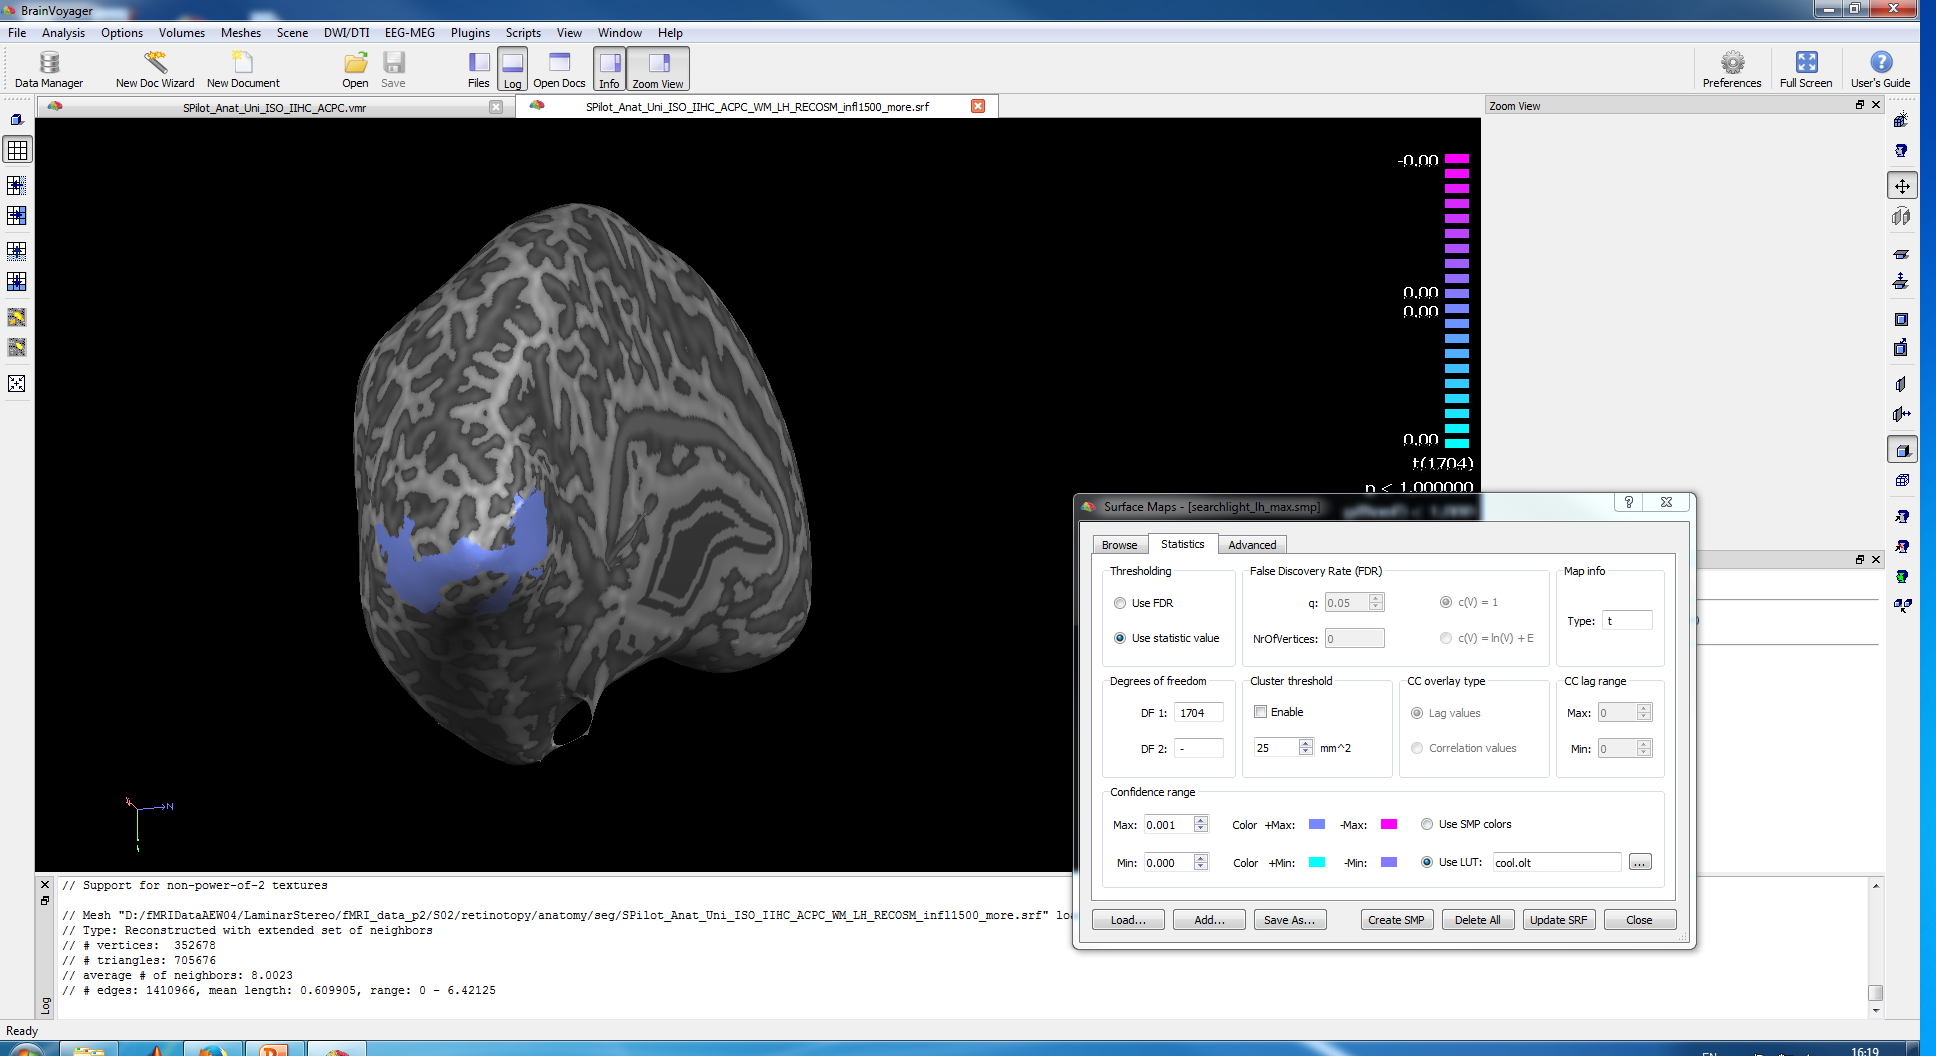 BrainVoyager
File Analysis Options Volumes Meshes Scene DWI/DTI EEG-MEG Plugins Scripts View Window Help
Data Manager New Doc Wizard New Document Open Save Files Log Open Docs Info Zoom View Preferences Full Screen User's Guide
SPilot_Anat_Uni_ISO_IIHC_ACPC.vmr
SPilot_Anat_Uni_ISO_IIHC_ACPC_WM_LH_RECOSM_infl1500_more.srf
Zoom View
-0.00
0.00
0.00
0.00
t(1704)
p < 1.000000
N
Surface Maps - [searchlight_lh_max.smp]
Browse Statistics Advanced
Thresholding
Use FDR
Use statistic value
False Discovery Rate (FDR)
q: 0.05 c(V) = 1
NrOfVertices: 0 c(V) = ln(V) + E
Map info
Type: t
Degrees of freedom
DF 1: 1704
DF 2: -
Cluster threshold
Enable
25 mm^2
CC overlay type
Lag values
Correlation values
CC lag range
Max: 0
Min: 0
Confidence range
Max: 0.001 Color +Max: -Max: Use SMP colors
Min: 0.000 Color +Min: -Min: Use LUT: cool.olt ...
Load... Add... Save As... Create SMP Delete All Update SRF Close
// Support for non-power-of-2 textures
// Mesh "D:/fMRIDataAEW04/LaminarStereo/fMRI_data_p2/S02/retinotopy/anatomy/seg/SPilot_Anat_Uni_ISO_IIHC_ACPC_WM_LH_RECOSM_infl1500_more.srf"
// Type: Reconstructed with extended set of neighbors
// # vertices: 352678
// # triangles: 705676
// average # of neighbors: 8.0023
// # edges: 1410966, mean length: 0.609905, range: 0 - 6.42125
Log
Ready
16:19